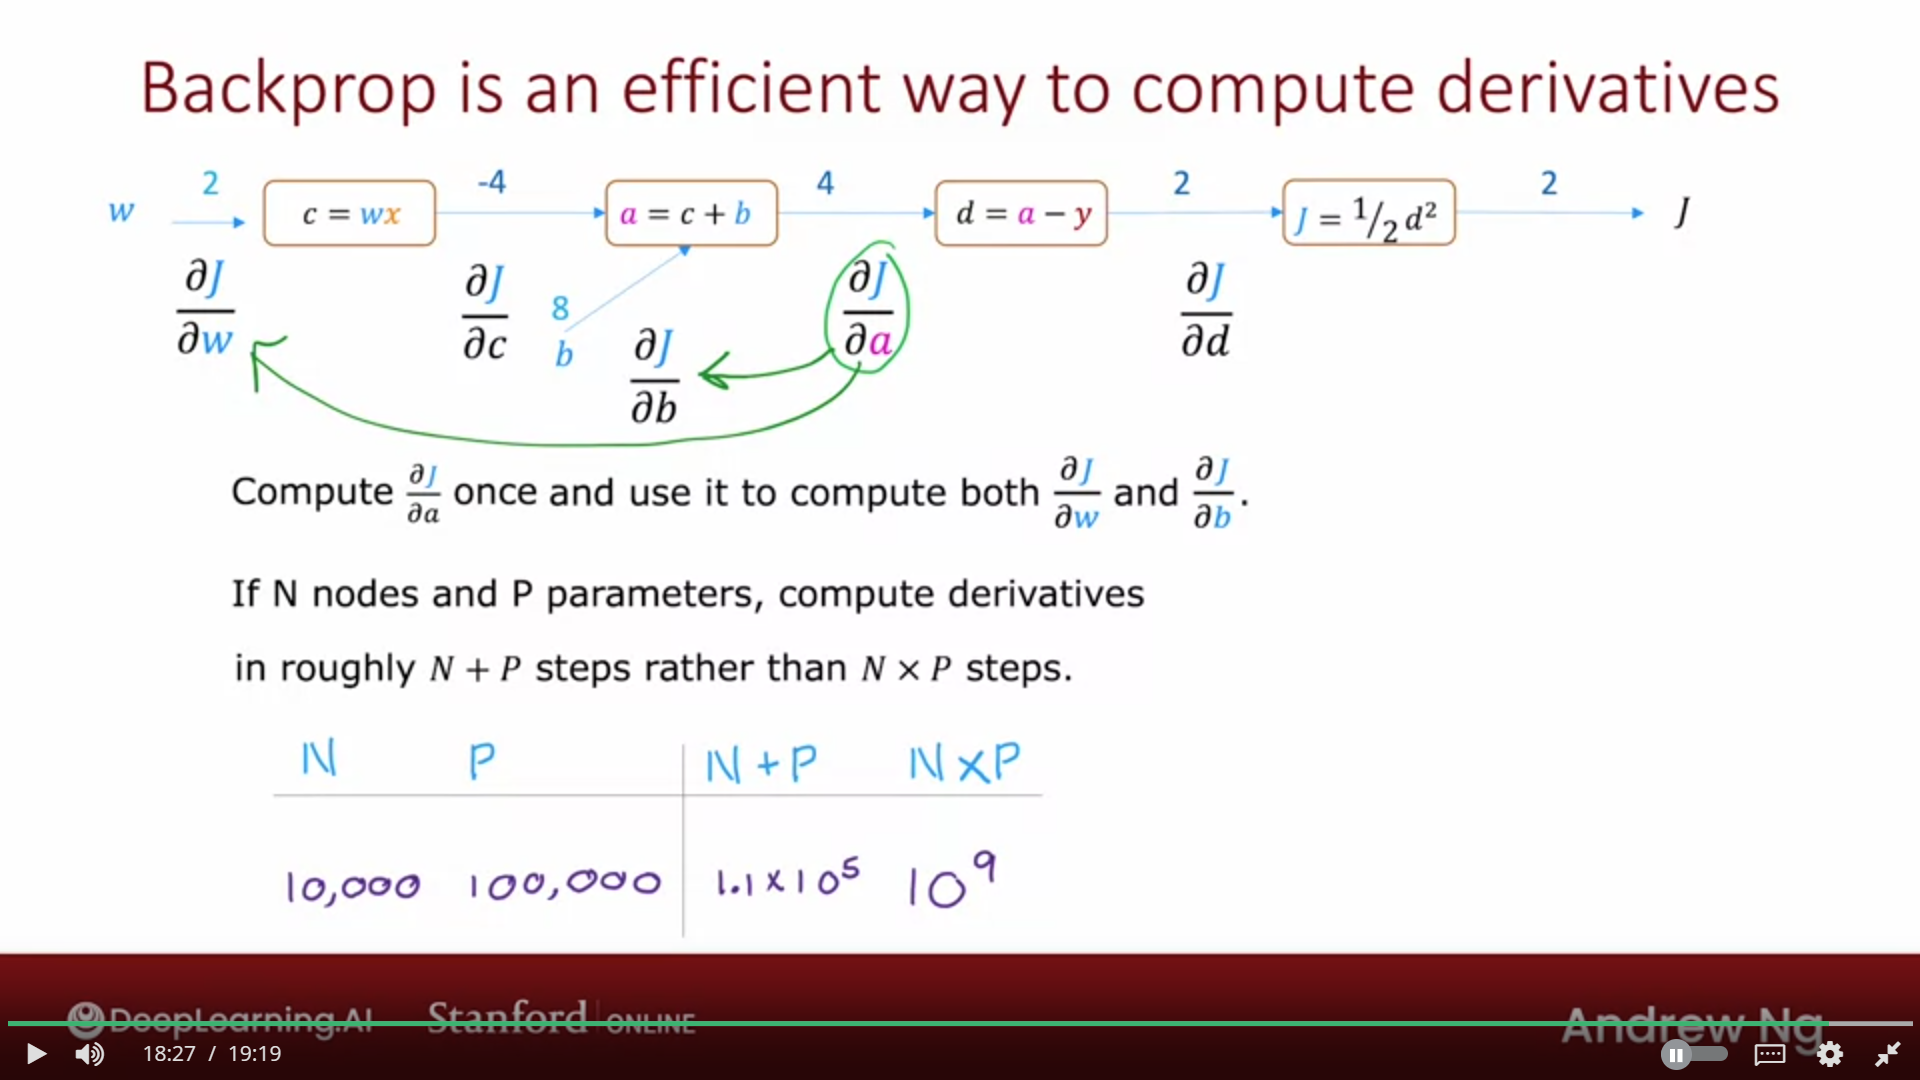 Backprop is an efficient way to compute derivatives
2 -4 4 2 2
w c = wx a = c + b d = a − y J = 1/2 d² J
∂J/∂w ∂J/∂c 8 ∂J/∂a ∂J/∂d
b ∂J/∂b
Compute ∂J/∂a once and use it to compute both ∂J/∂w and ∂J/∂b.
If N nodes and P parameters, compute derivatives
in roughly N + P steps rather than N × P steps.
N P N+P N×P
10,000 100,000 1.1×10⁵ 10⁹
DeepLearning.AI Stanford ONLINE Andrew Ng
18:27 / 19:19